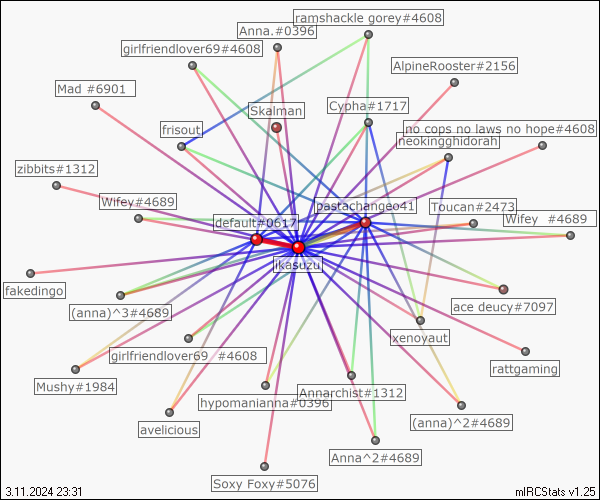 ramshackle gorey#4608
Anna.#0396
girlfriendlover69#4608
AlpineRooster#2156
Mad #6901
Cypha#1717
Skalman
no cops no laws no hope#4608
frisout
neokingghidorah
zibbits#1312
Wifey#4689
pastachangeo41
Toucan#2473
Wifey  #4689
default#0617
jikasuzu
fakedingo
(anna)^3#4689
ace deucy#7097
xenoyaut
girlfriendlover69  #4608
rattgaming
Mushy#1984
Annarchist#1312
hypomanianna#0396
(anna)^2#4689
avelicious
Anna^2#4689
Soxy Foxy#5076
3.11.2024 23:31
mIRCStats v1.25